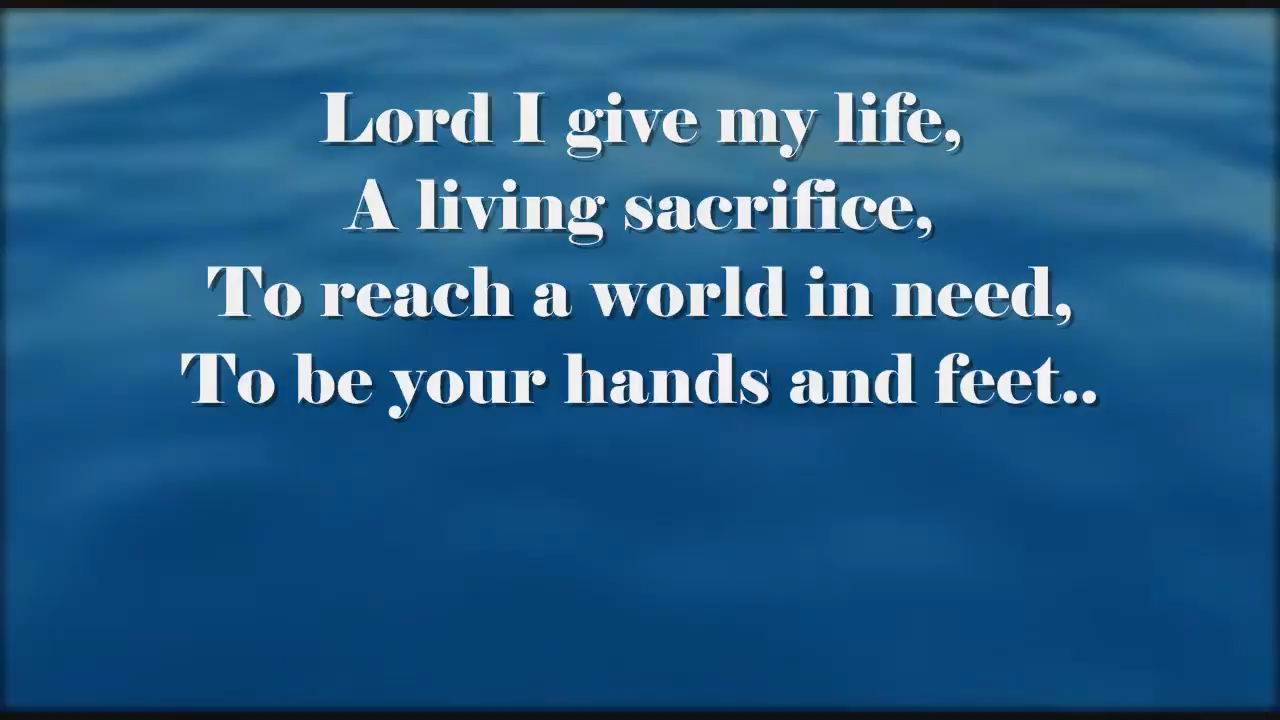 Lord I give my life,
A living sacrifice,
To reach a world in need,
To be your hands and feet..